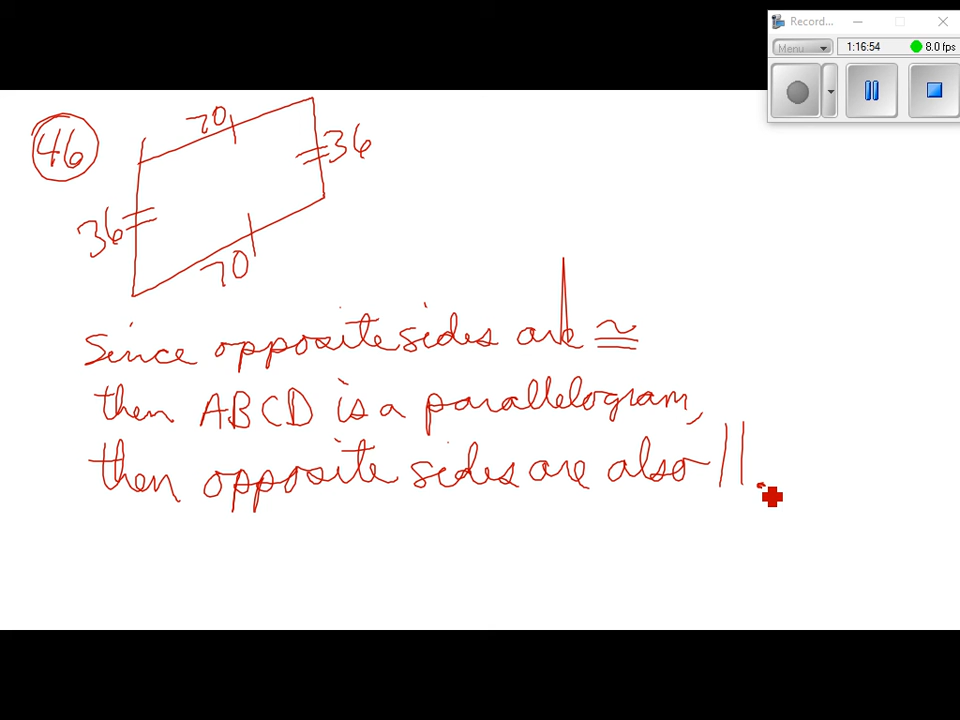 Record...
Menu
1:16:54
8.0 fps
46
70
36
36
70
Since opposite sides are ≅
then ABCD is a parallelogram,
then opposite sides are also ||.